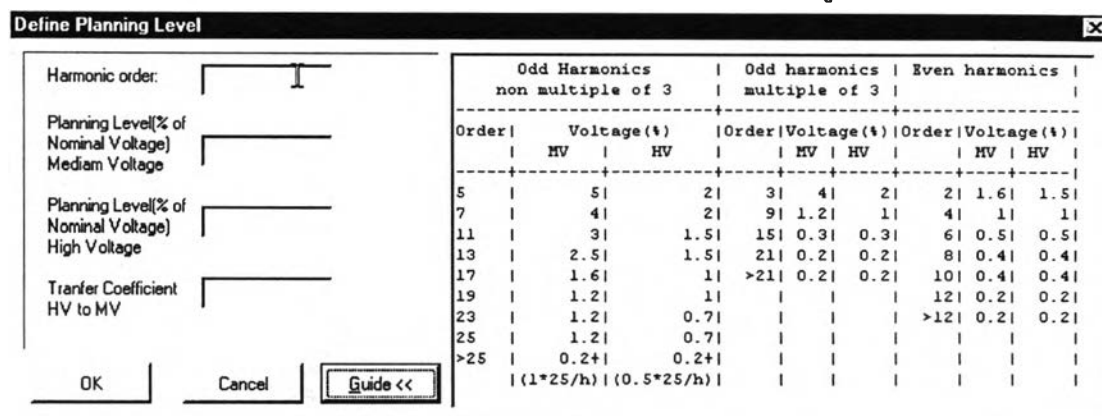 Define Planning Level
Harmonic order:
Planning Level(% of
Nominal Voltage)
Mediam Voltage
Planning Level(% of
Nominal Voltage)
High Voltage
Tranfer Coefficient
HV to MV
OK
Cancel
Guide <<
Odd Harmonics | Odd harmonics | Even harmonics |
non multiple of 3 | multiple of 3 | |
Order| Voltage(%) |Order|Voltage(%)|Order|Voltage(%)|
| MV | HV | | MV | HV | | MV | HV |
5 | 5| 2| 3| 4| 2| 2| 1.6| 1.5|
7 | 4| 2| 9| 1.2| 1| 4| 1| 1|
11 | 3| 1.5| 15| 0.3| 0.3| 6| 0.5| 0.5|
13 | 2.5| 1.5| 21| 0.2| 0.2| 8| 0.4| 0.4|
17 | 1.6| 1| >21| 0.2| 0.2| 10| 0.4| 0.4|
19 | 1.2| 1| | | | 12| 0.2| 0.2|
23 | 1.2| 0.7| | | | >12| 0.2| 0.2|
25 | 1.2| 0.7| | | | | | |
>25 | 0.2+| 0.2+| | | | | | |
|(1*25/h)|(0.5*25/h)| | | | | | |